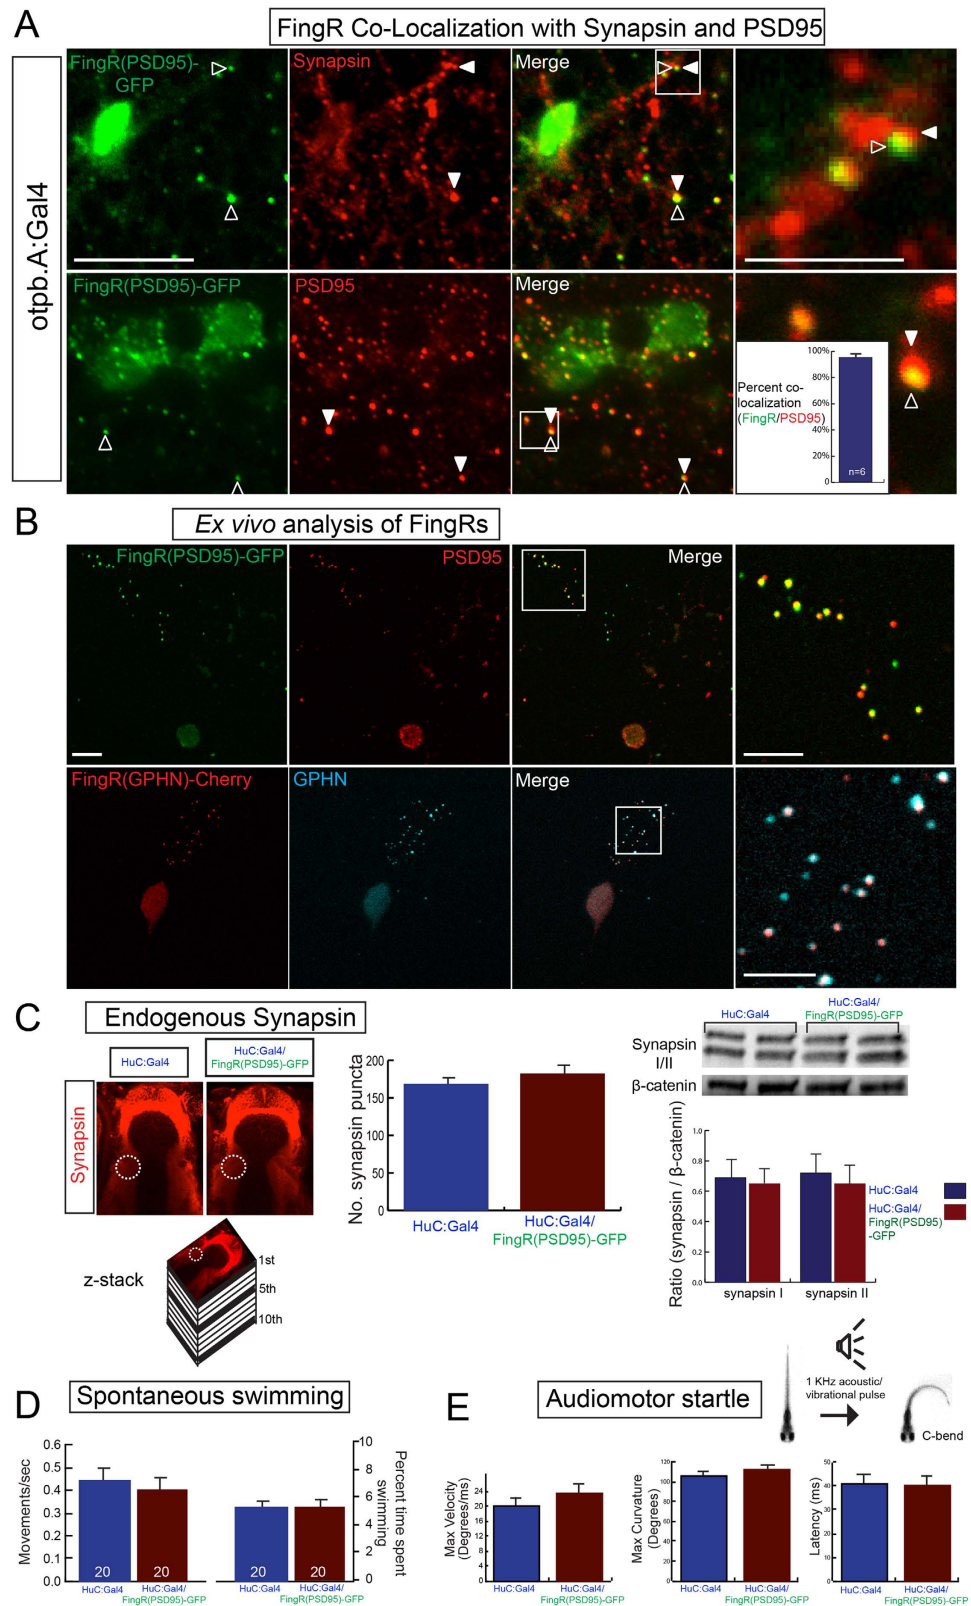 A
FingR Co-Localization with Synapsin and PSD95
otpb.A:Gal4
FingR(PSD95)-
GFP
Synapsin
Merge
FingR(PSD95)-GFP
PSD95
Merge
Percent co-
localization
(FingR/PSD95)
100%
80%
60%
40%
20%
0
n=6
B
Ex vivo analysis of FingRs
FingR(PSD95)-GFP
PSD95
Merge
FingR(GPHN)-Cherry
GPHN
Merge
C
Endogenous Synapsin
HuC:Gal4
HuC:Gal4/
FingR(PSD95)-GFP
Synapsin
z-stack
1st
5th
10th
No. synapsin puncta
200
150
100
50
0
HuC:Gal4
HuC:Gal4/
FingR(PSD95)-GFP
HuC:Gal4
HuC:Gal4/
FingR(PSD95)-GFP
Synapsin
I/II
β-catenin
Ratio (synapsin / β-catenin)
1.0
0.8
0.6
0.4
0.2
0.0
synapsin I
synapsin II
HuC:Gal4
HuC:Gal4/
FingR(PSD95)
-GFP
D
Spontaneous swimming
Movements/sec
0.6
0.5
0.4
0.3
0.2
0.1
0.0
20
20
20
20
10
8
6
4
2
0
Percent time spent
swimming
HuC:Gal4
HuC:Gal4/
FingR(PSD95)-GFP
HuC:Gal4
HuC:Gal4/
FingR(PSD95)-GFP
E
Audiomotor startle
1 KHz acoustic/
vibrational pulse
C-bend
Max Velocity
(Degrees/ms)
24
20
16
12
8
4
0
HuC:Gal4
HuC:Gal4/
FingR(PSD95)-GFP
Max Curvature
(Degrees)
120
100
80
60
40
20
0
HuC:Gal4
HuC:Gal4/
FingR(PSD95)-GFP
Latency (ms)
50
40
30
20
10
0
HuC:Gal4
HuC:Gal4/
FingR(PSD95)-GFP